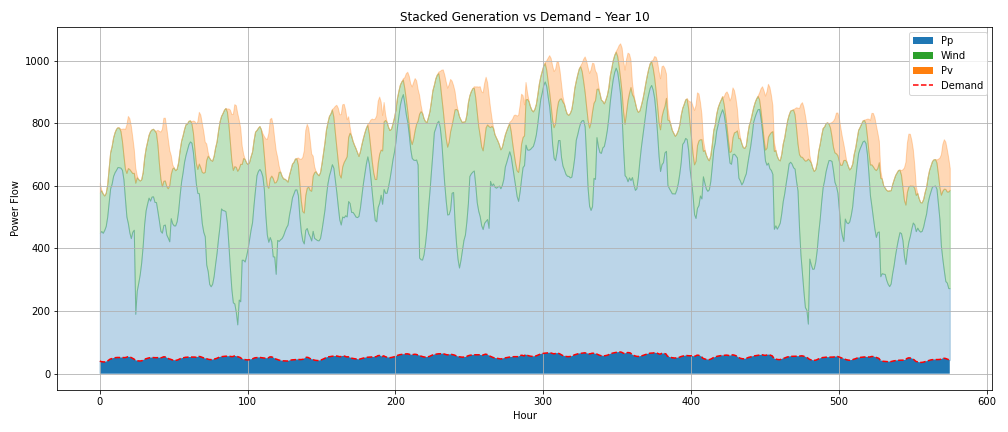 Stacked Generation vs Demand – Year 10
Pp
Wind
Pv
Demand
Power Flow
1000
800
600
400
200
0
0 100 200 300 400 500 600
Hour